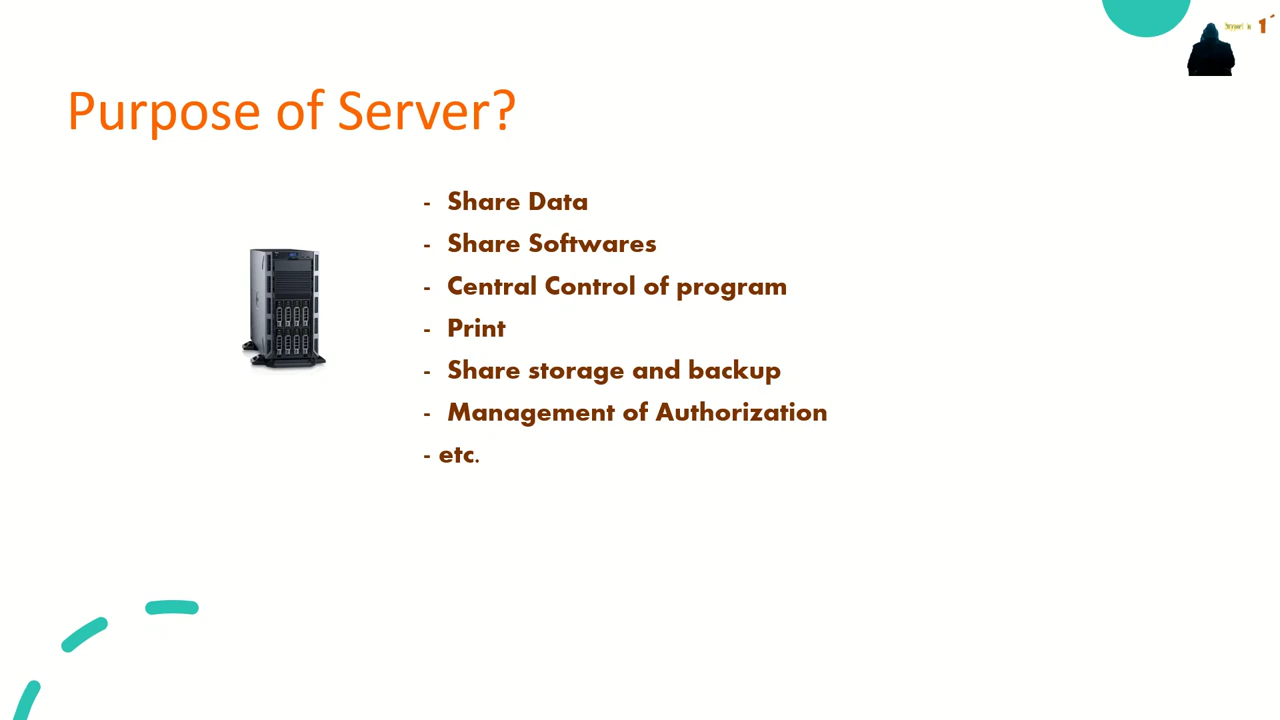 Purpose of Server?
- Share Data
- Share Softwares
- Central Control of program
- Print
- Share storage and backup
- Management of Authorization
- etc.